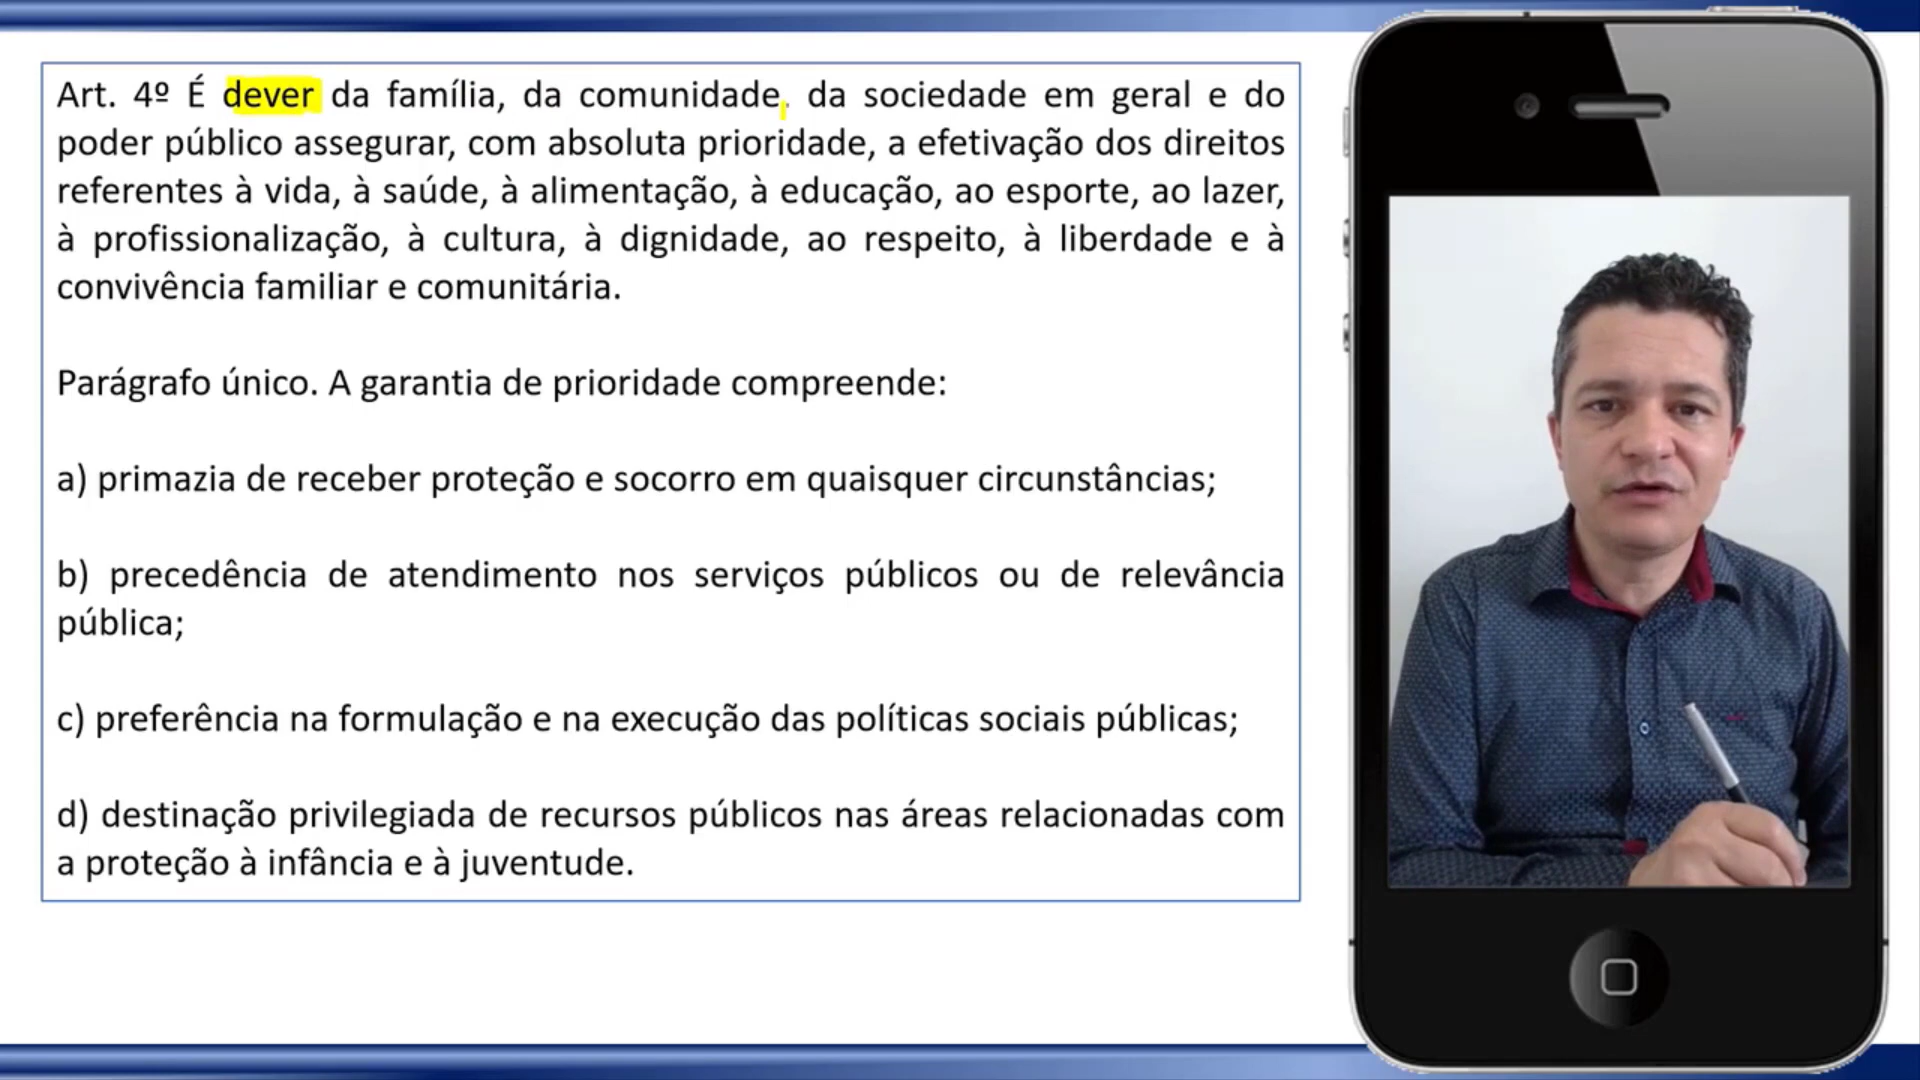 Art. 4º É dever da família, da comunidade, da sociedade em geral e do
poder público assegurar, com absoluta prioridade, a efetivação dos direitos
referentes à vida, à saúde, à alimentação, à educação, ao esporte, ao lazer,
à profissionalização, à cultura, à dignidade, ao respeito, à liberdade e à
convivência familiar e comunitária.
Parágrafo único. A garantia de prioridade compreende:
a) primazia de receber proteção e socorro em quaisquer circunstâncias;
b) precedência de atendimento nos serviços públicos ou de relevância
pública;
c) preferência na formulação e na execução das políticas sociais públicas;
d) destinação privilegiada de recursos públicos nas áreas relacionadas com
a proteção à infância e à juventude.